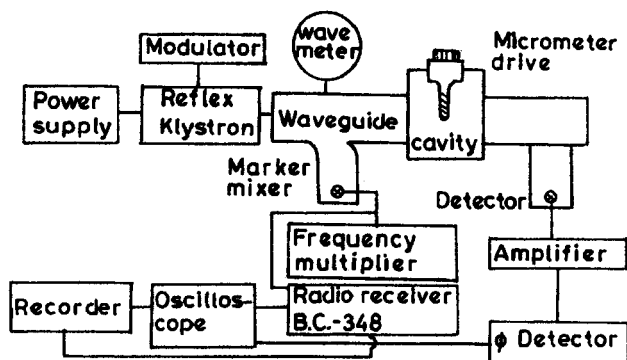 wave
meter
Modulator
Micrometer
drive
Power
supply
Reflex
Klystron
Waveguide
cavity
Marker
mixer
Detector
Frequency
multiplier
Amplifier
Recorder
Oscillos-
cope
Radio receiver
B.C.-348
ϕ Detector